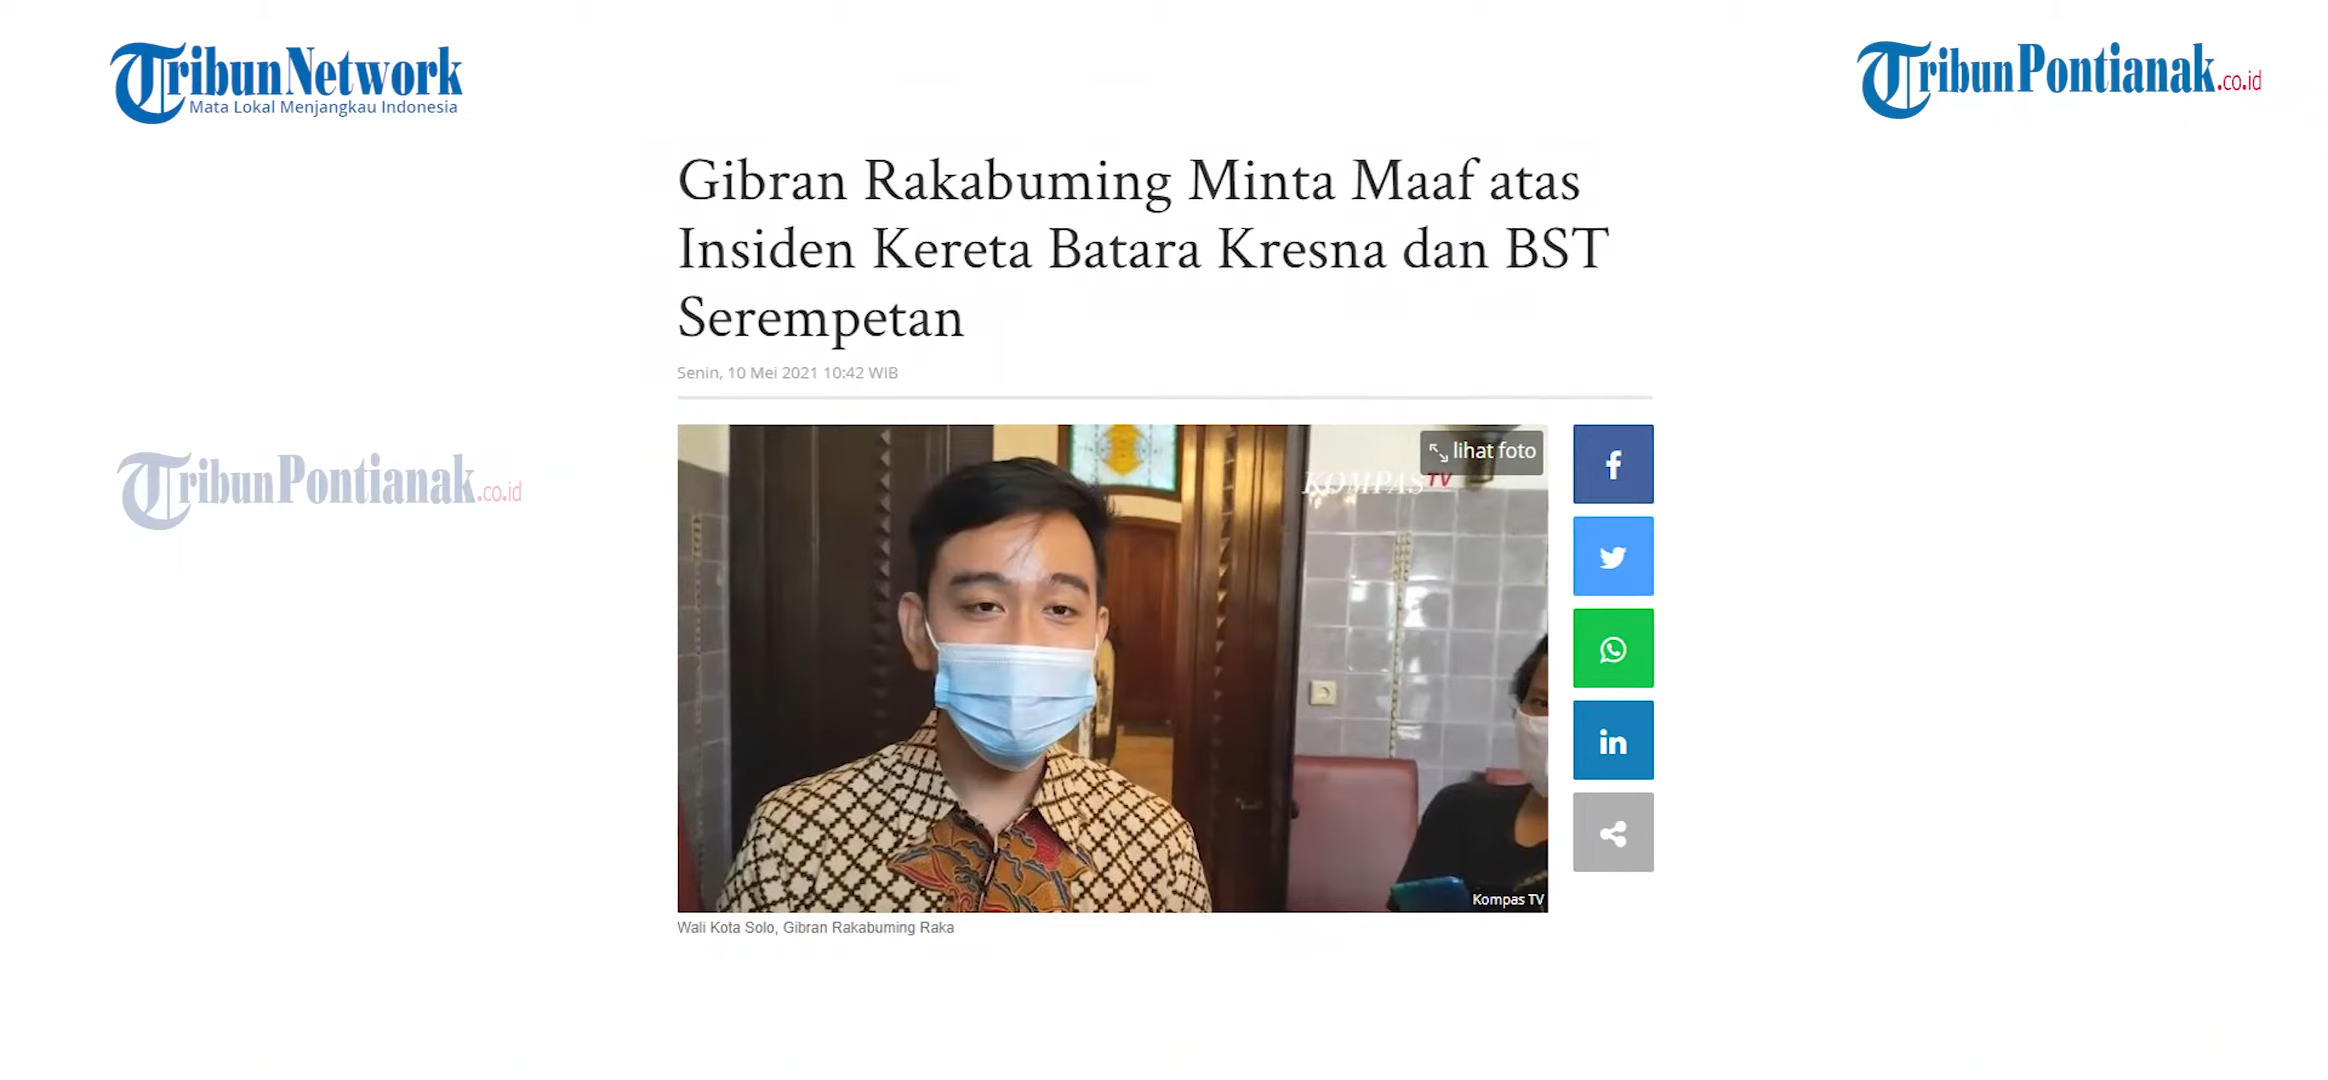 TribunNetwork
Mata Lokal Menjangkau Indonesia
TribunPontianak.co.id
Gibran Rakabuming Minta Maaf atas
Insiden Kereta Batara Kresna dan BST
Serempetan
Senin, 10 Mei 2021 10:42 WIB
TribunPontianak.co.id
lihat foto
KOMPAS TV
Kompas TV
Wali Kota Solo, Gibran Rakabuming Raka